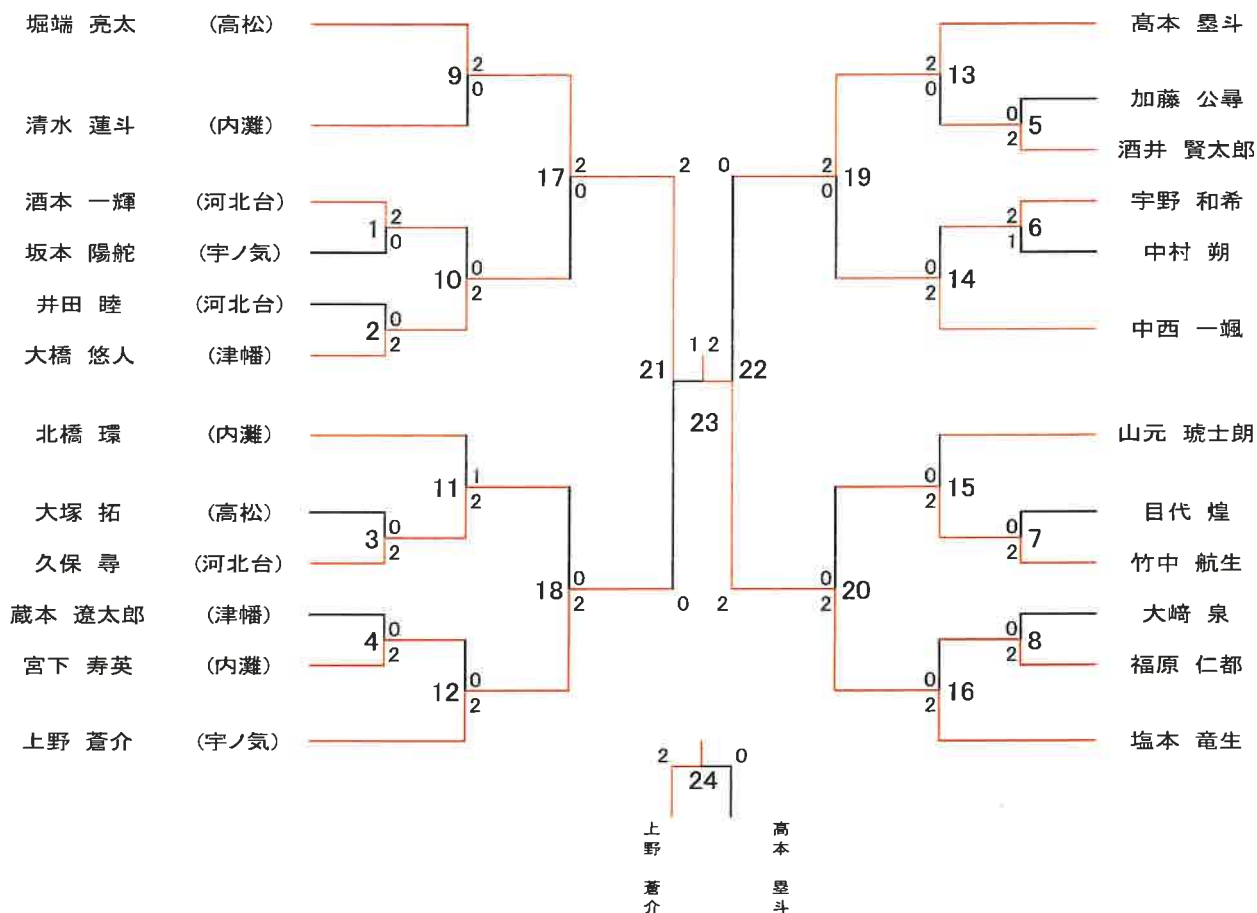 堀端 亮太 (高松)
清水 蓮斗 (内灘)
酒本 一輝 (河北台)
坂本 陽舵 (宇ノ気)
井田 睦 (河北台)
大橋 悠人 (津幡)
北橋 環 (内灘)
大塚 拓 (高松)
久保 尋 (河北台)
蔵本 遼太郎 (津幡)
宮下 寿英 (内灘)
上野 蒼介 (宇ノ気)
9 2 0
1 2 0
2 0 2
10 0 2
17 2 0
11 1 2
3 0 2
4 0 2
12 0 2
18 0 2
21 2 0
1 2
23
22 0 2
19 2 0
20 0 2
13 2 0
14 0 2
15 0 2
16 0 2
5 0 2
6 2 1
7 0 2
8 0 2
髙本 塁斗
加藤 公尋
酒井 賢太郎
宇野 和希
中村 朔
中西 一颯
山元 琥士朗
目代 煌
竹中 航生
大﨑 泉
福原 仁都
塩本 竜生
2 24 0
上野 蒼介
髙本 塁斗